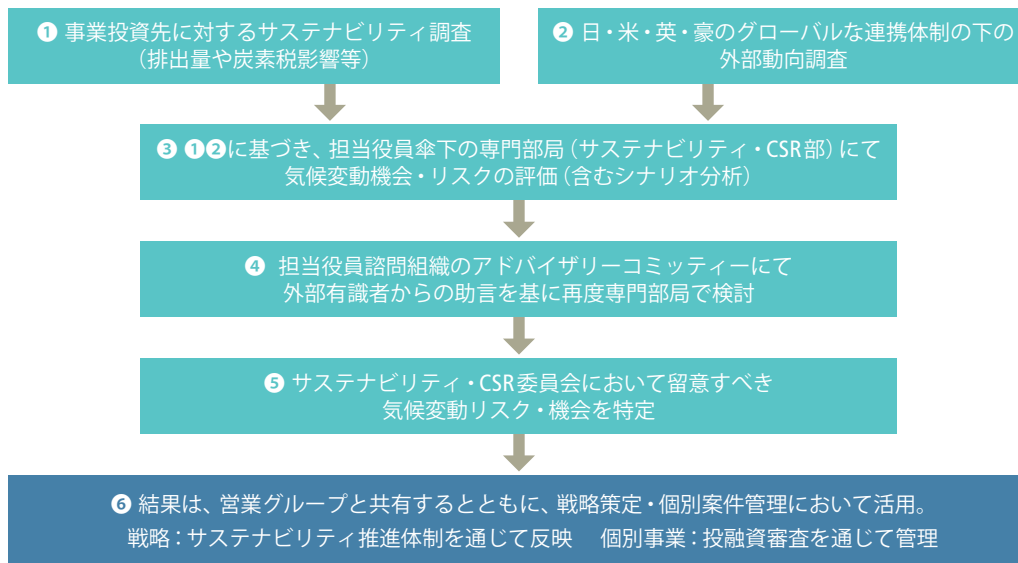 ❶ 事業投資先に対するサステナビリティ調査
（排出量や炭素税影響等）
❷ 日・米・英・豪のグローバルな連携体制の下の
外部動向調査
❸ ❶❷に基づき、担当役員傘下の専門部局（サステナビリティ・CSR部）にて
気候変動機会・リスクの評価（含むシナリオ分析）
❹ 担当役員諮問組織のアドバイザリーコミッティーにて
外部有識者からの助言を基に再度専門部局で検討
❺ サステナビリティ・CSR委員会において留意すべき
気候変動リスク・機会を特定
❻ 結果は、営業グループと共有するとともに、戦略策定・個別案件管理において活用。
戦略：サステナビリティ推進体制を通じて反映　個別事業：投融資審査を通じて管理